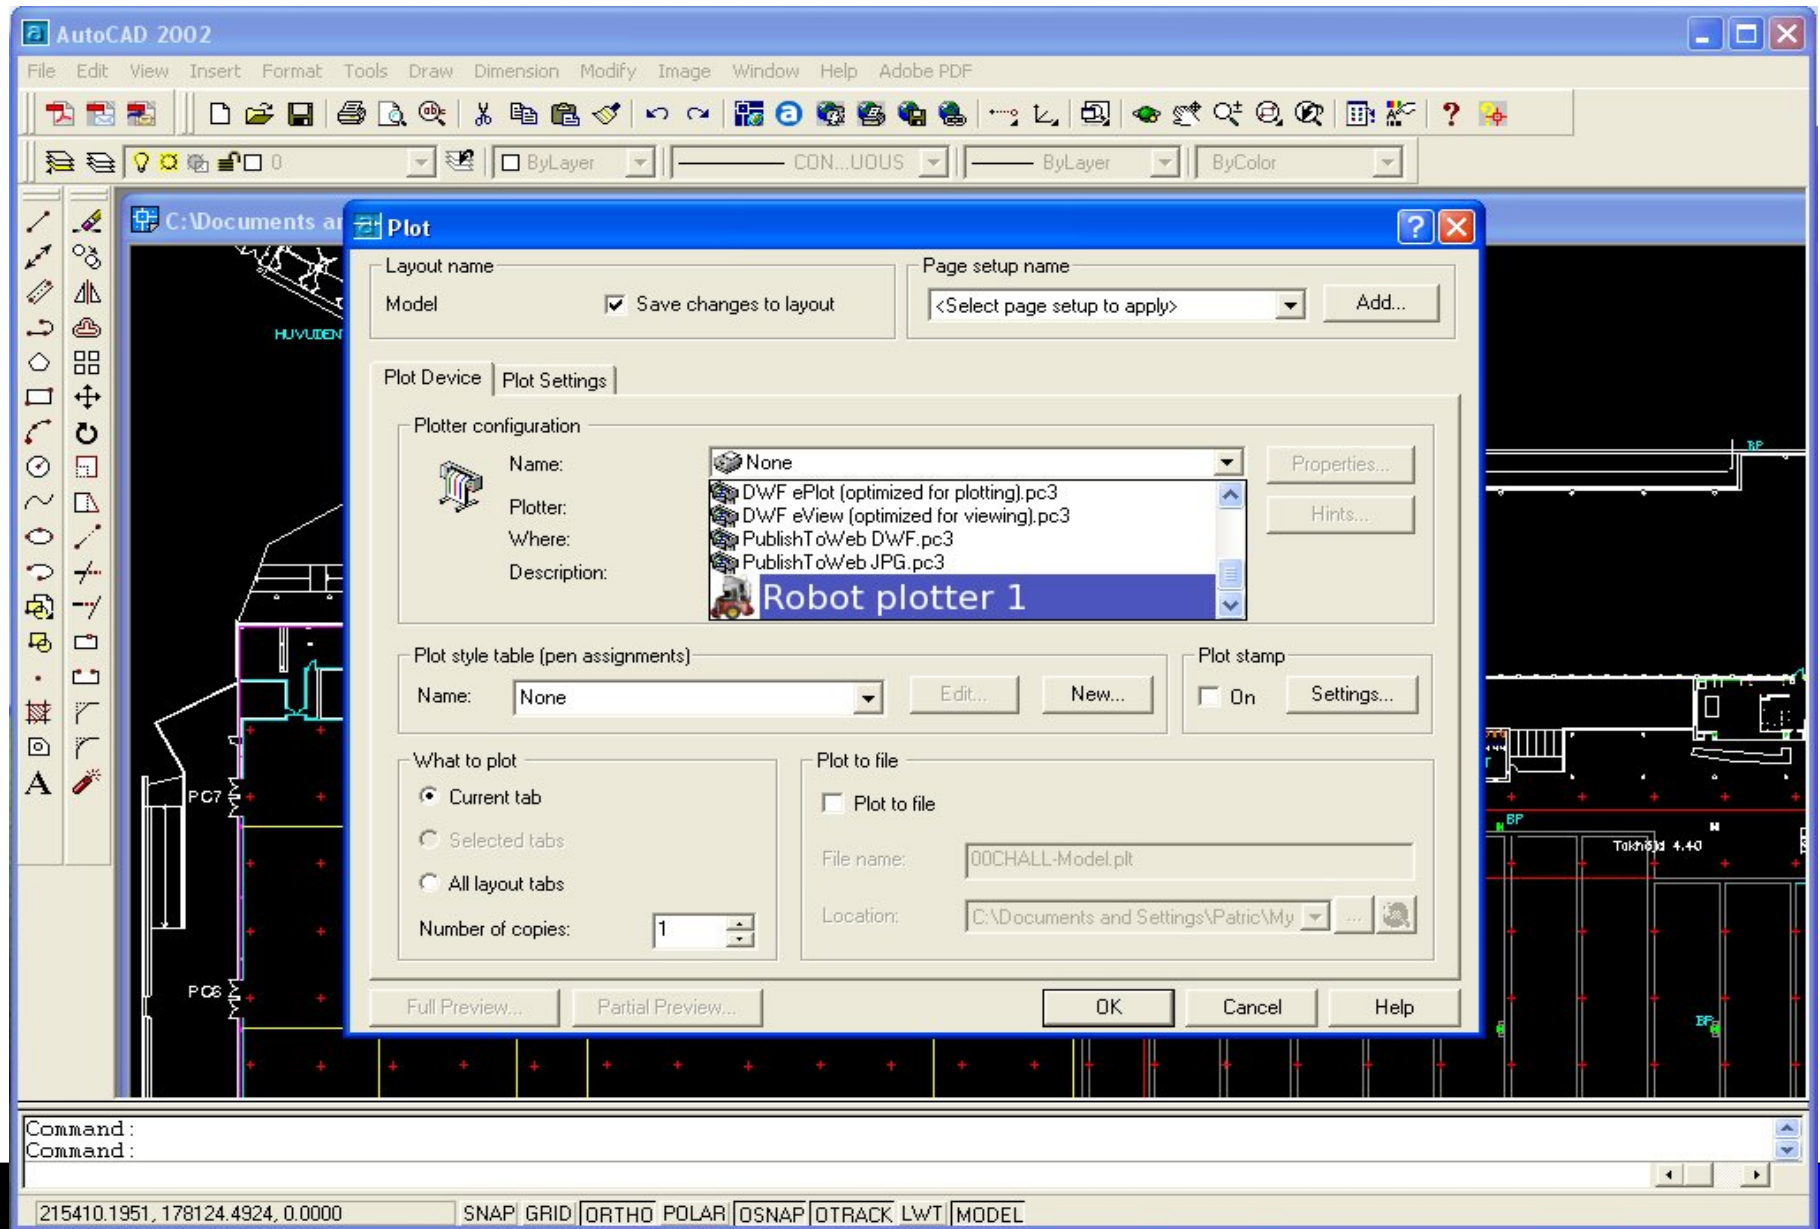 AutoCAD 2002
File Edit View Insert Format Tools Draw Dimension Modify Image Window Help Adobe PDF
0 ByLayer CON...UOUS ByLayer ByColor
C:\Documents
Plot
Layout name
Model Save changes to layout
Page setup name
<Select page setup to apply> Add...
Plot Device Plot Settings
Plotter configuration
Name: None Properties...
Plotter:
Where:
Description:
DWF ePlot (optimized for plotting).pc3
DWF eView (optimized for viewing).pc3
PublishToWeb DWF.pc3
PublishToWeb JPG.pc3
Robot plotter 1
Hints...
Plot style table (pen assignments)
Name: None Edit... New...
Plot stamp
On Settings...
What to plot
Current tab
Selected tabs
All layout tabs
Number of copies: 1
Plot to file
Plot to file
File name: 00CHALL-Model.plt
Location: C:\Documents and Settings\Patric\My ...
Full Preview... Partial Preview... OK Cancel Help
HUVUDEN
PG7
PG6
BP
BP
Takhöjd 4.40
BP
Command:
Command:
215410.1951, 178124.4924, 0.0000 SNAP GRID ORTHO POLAR OSNAP OTRACK LWT MODEL